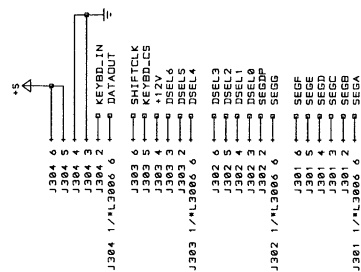 +5
J304 6
J304 5
J304 4
J304 3
J304 2 KEYBD_IN
J304 1/*L3006 6 DATAOUT
J303 6 SHIFTCLK
J303 5 KEYBD_CS
J303 4 +12V
J303 3 DSEL6
J303 2 DSEL5
J303 1/*L3006 6 DSEL4
J302 6 DSEL3
J302 5 DSEL2
J302 4 DSEL1
J302 3 DSEL0
J302 2 SEGDP
J302 1/*L3006 6 SEGG
J301 6 SEGF
J301 5 SEGE
J301 4 SEGD
J301 3 SEGC
J301 2 SEGB
J301 1/*L3006 6 SEGA